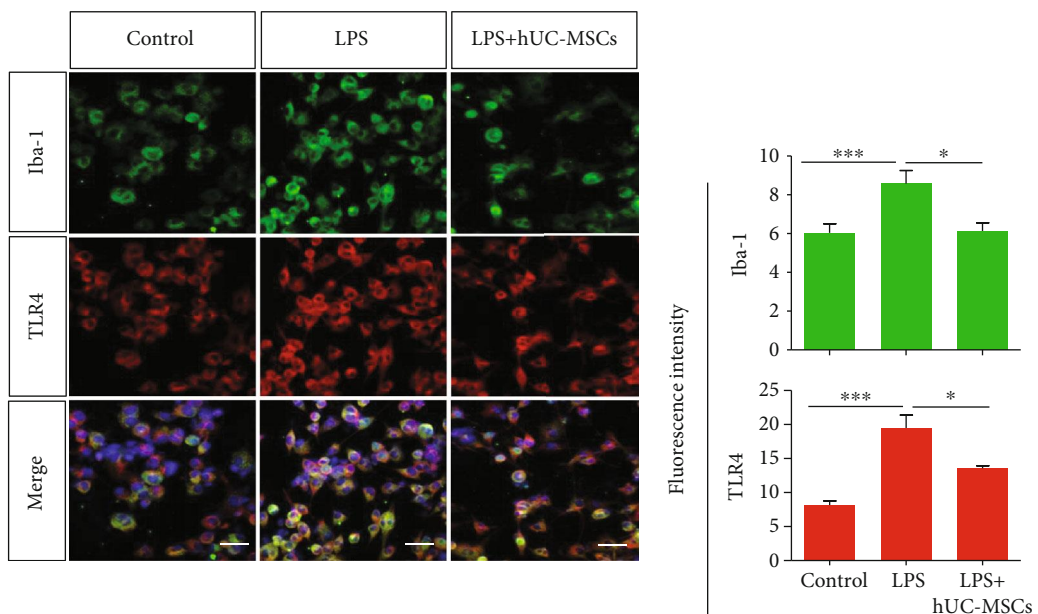 Control
LPS
LPS+hUC-MSCs
Iba-1
TLR4
Merge
Fluorescence intensity
Iba-1
10
8
6
4
2
0
***
*
TLR4
25
20
15
10
5
0
***
*
Control
LPS
LPS+
hUC-MSCs